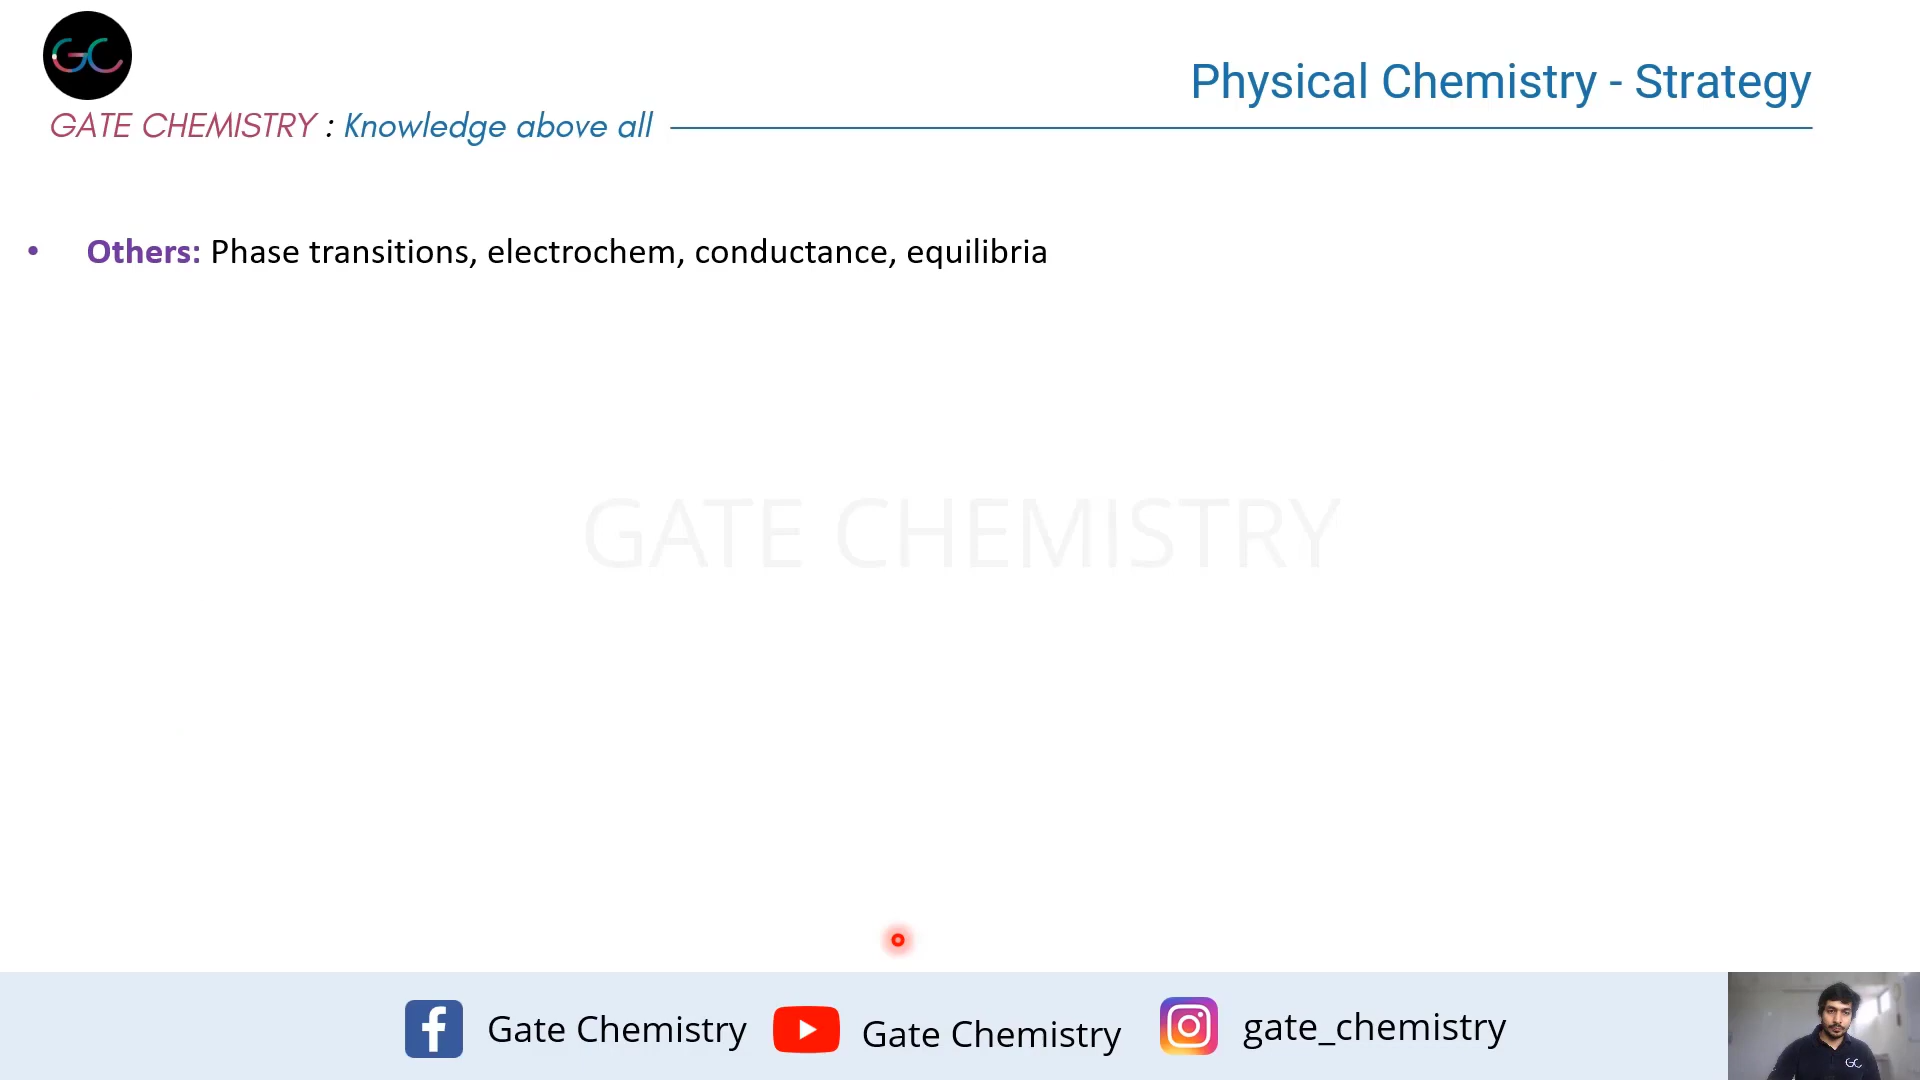 GC
Physical Chemistry - Strategy
GATE CHEMISTRY : Knowledge above all
• Others: Phase transitions, electrochem, conductance, equilibria
GATE CHEMISTRY
Gate Chemistry
Gate Chemistry
gate_chemistry
GC